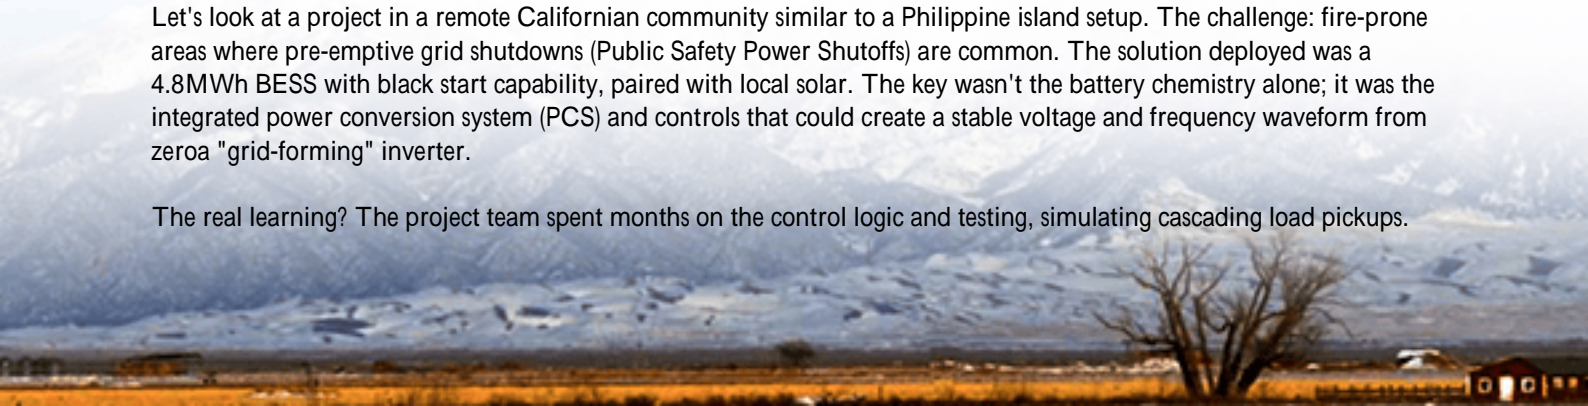 Let's look at a project in a remote Californian community similar to a Philippine island setup. The challenge: fire-prone
areas where pre-emptive grid shutdowns (Public Safety Power Shutoffs) are common. The solution deployed was a
4.8MWh BESS with black start capability, paired with local solar. The key wasn't the battery chemistry alone; it was the
integrated power conversion system (PCS) and controls that could create a stable voltage and frequency waveform from
zeroa "grid-forming" inverter.
The real learning? The project team spent months on the control logic and testing, simulating cascading load pickups.